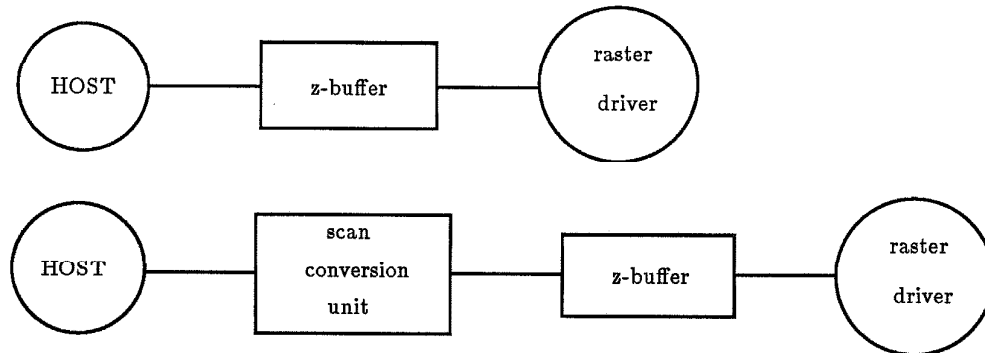 HOST
z-buffer
raster
driver
HOST
scan
conversion
unit
z-buffer
raster
driver